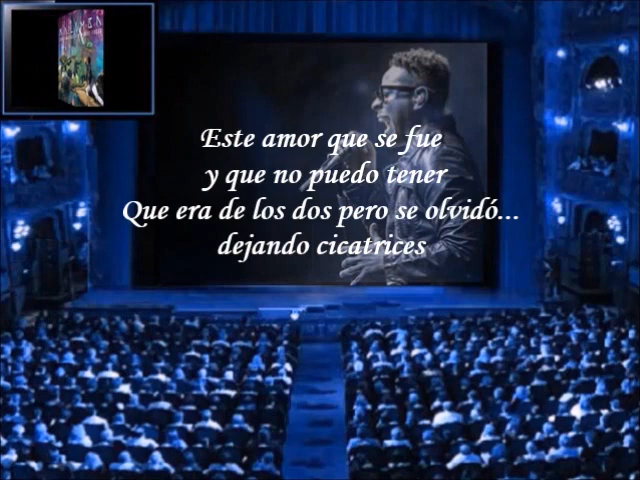 Este amor que se fue
y que no puedo tener
Que era de los dos pero se olvidó...
dejando cicatrices